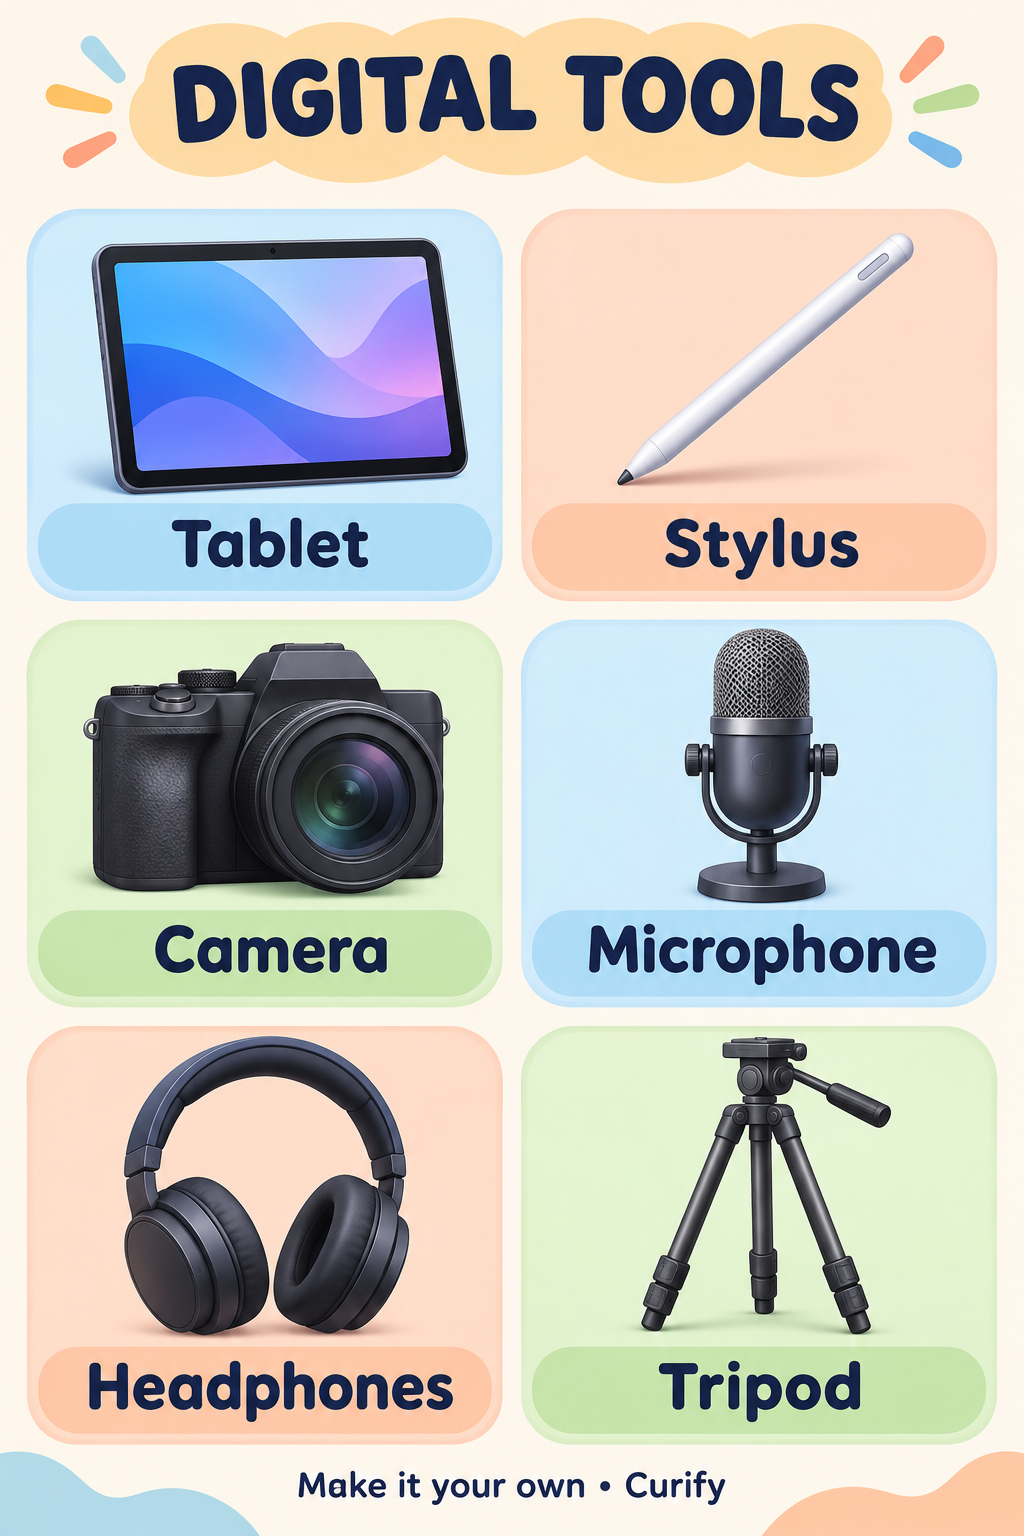 DIGITAL TOOLS
Tablet
Stylus
Camera
Microphone
Headphones
Tripod
Make it your own • Curify